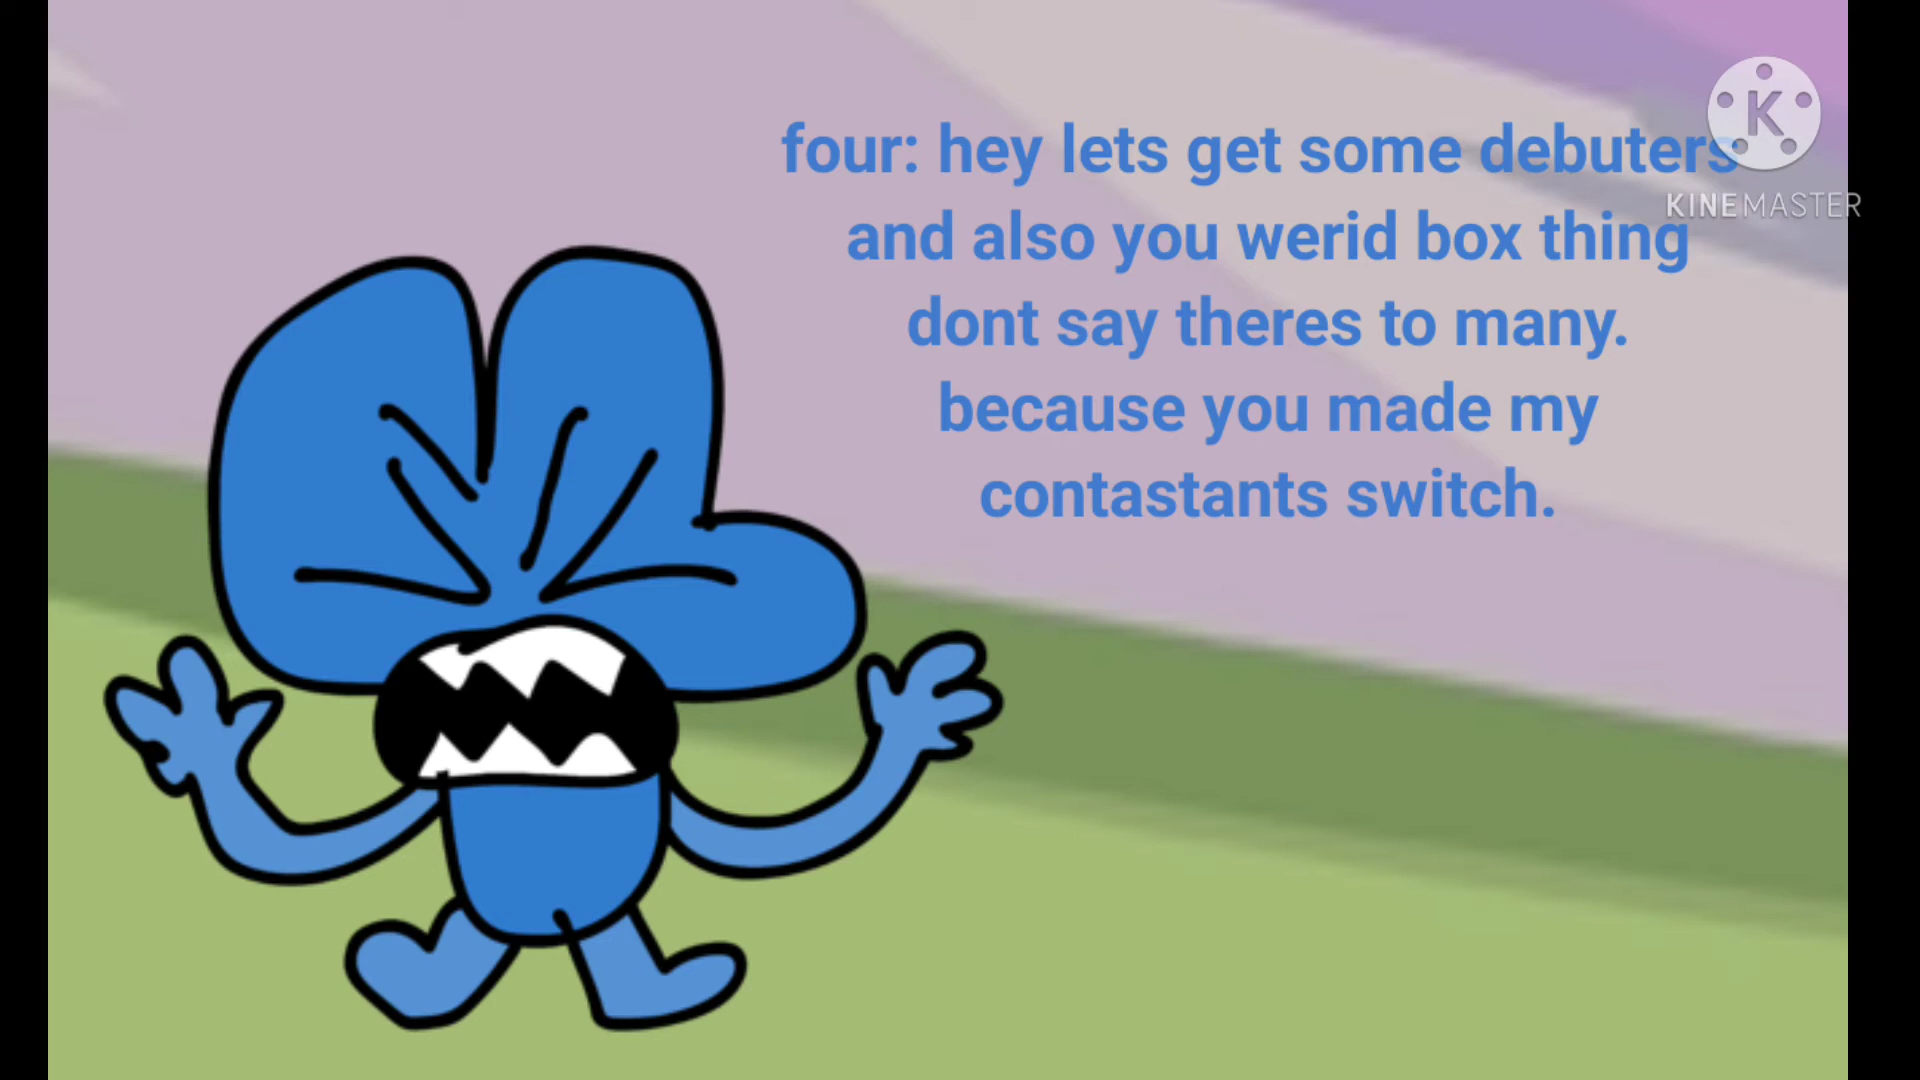 four: hey lets get some debuters
and also you werid box thing
dont say theres to many.
because you made my
contastants switch.
K
KINEMASTER